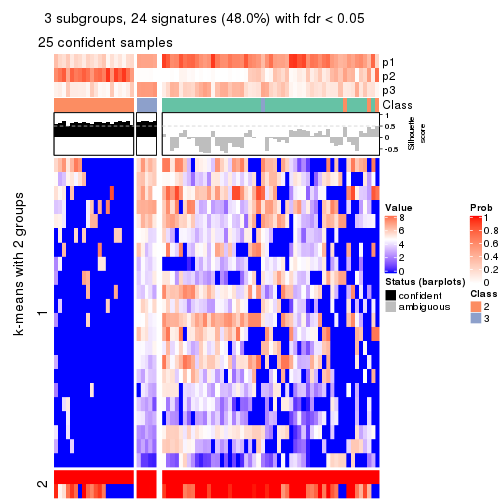 3 subgroups, 24 signatures (48.0%) with fdr < 0.05
25 confident samples
p1
p2
p3
Class
1
0.5
0
-0.5
Silhouette
score
k-means with 2 groups
1
2
Value
8
6
4
2
0
Prob
1
0.8
0.6
0.4
0.2
0
Status (barplots)
confident
ambiguous
Class
2
3